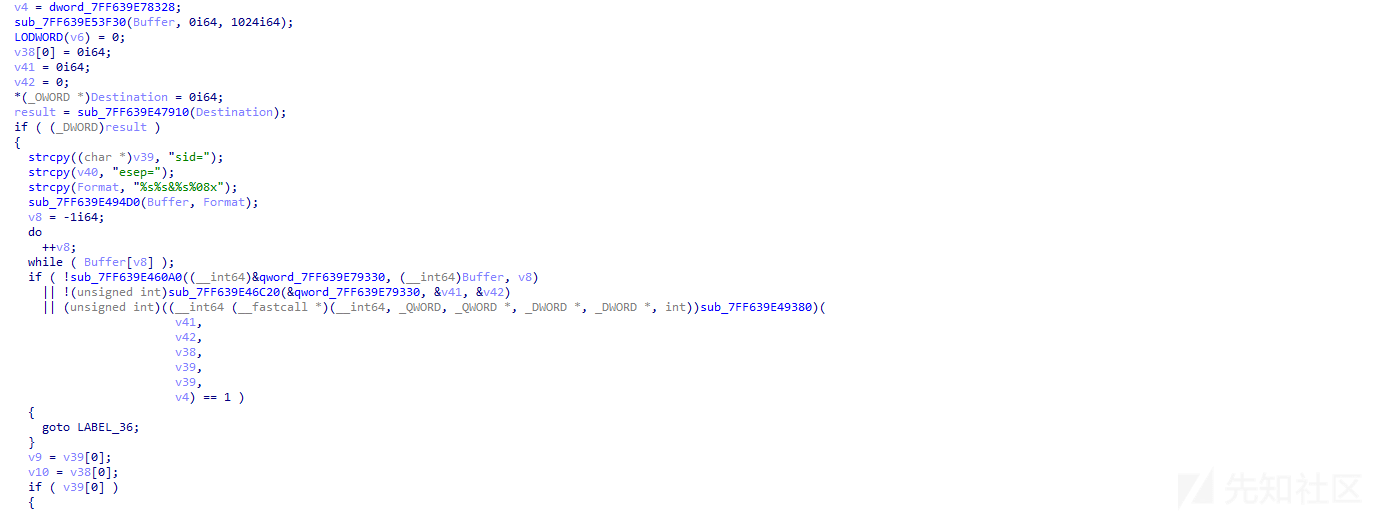 v4 = dword_7FF639E78328;
sub_7FF639E53F30(Buffer, 0i64, 1024i64);
LODWORD(v6) = 0;
v38[0] = 0i64;
v41 = 0i64;
v42 = 0;
*(_OWORD *)Destination = 0i64;
result = sub_7FF639E47910(Destination);
if ( (_DWORD)result )
{
strcpy((char *)v39, "sid=");
strcpy(v40, "esep=");
strcpy(Format, "%s%s&%s%08x");
sub_7FF639E494D0(Buffer, Format);
v8 = -1i64;
do
++v8;
while ( Buffer[v8] );
if ( !sub_7FF639E460A0((__int64)&qword_7FF639E79330, (__int64)Buffer, v8)
|| !(unsigned int)sub_7FF639E46C20(&qword_7FF639E79330, &v41, &v42)
|| (unsigned int)((__int64 (__fastcall *)(__int64, _QWORD, _QWORD *, _DWORD *, _DWORD *, int))sub_7FF639E49380)(
v41,
v42,
v38,
v39,
v39,
v4) == 1 )
{
goto LABEL_36;
}
v9 = v39[0];
v10 = v38[0];
if ( v39[0] )
{
先知社区